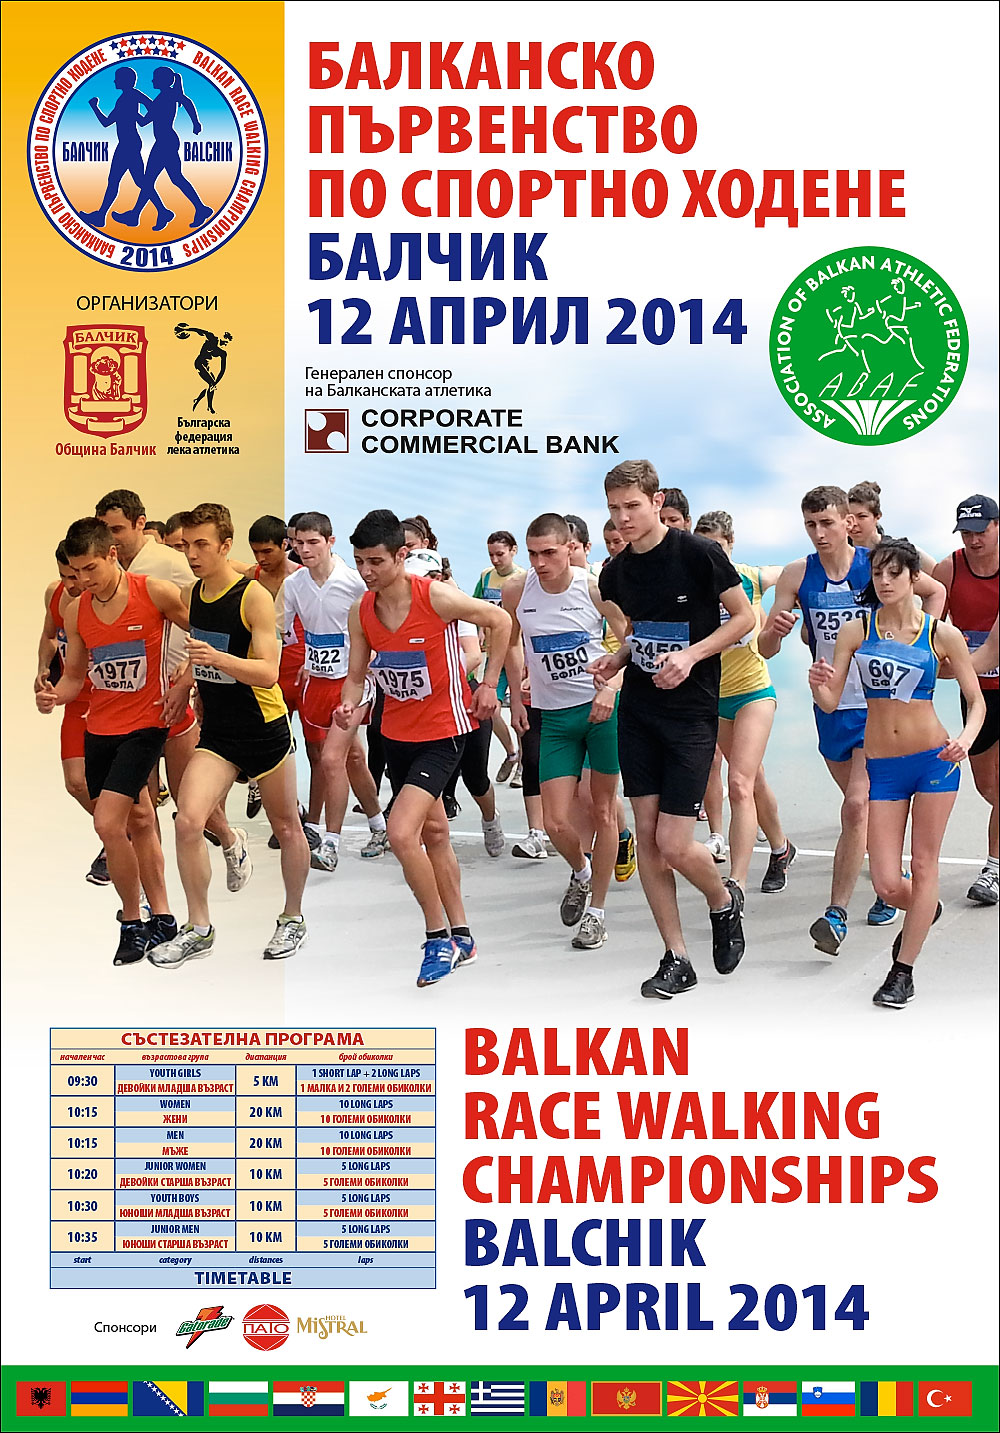 БАЛКАНСКО ПЪРВЕНСТВО ПО СПОРТНО ХОДЕНЕ
BALKAN RACE WALKING CHAMPIONSHIPS
БАЛЧИК
BALCHIK
2014
БАЛКАНСКО
ПЪРВЕНСТВО
ПО СПОРТНО ХОДЕНЕ
БАЛЧИК
12 АПРИЛ 2014
ОРГАНИЗАТОРИ
БАЛЧИК
Община Балчик
Българска
федерация
лека атлетика
Генерален спонсор
на Балканската атлетика
CORPORATE
COMMERCIAL BANK
ASSOCIATION OF BALKAN ATHLETIC FEDERATIONS
ABAF
1977
БФЛА
БФЛА
2822
БФЛА
1975
БФЛА
1680
БФЛА
2459
БФЛА
2539
607
БФЛА
MIZUNO
СЪСТЕЗАТЕЛНА ПРОГРАМА
начален час възрастова група дистанция брой обиколки
09:30 YOUTH GIRLS 5 KM 1 SHORT LAP + 2 LONG LAPS
ДЕВОЙКИ МЛАДША ВЪЗРАСТ 1 МАЛКА И 2 ГОЛЕМИ ОБИКОЛКИ
10:15 WOMEN 20 KM 10 LONG LAPS
ЖЕНИ 10 ГОЛЕМИ ОБИКОЛКИ
10:15 MEN 20 KM 10 LONG LAPS
МЪЖЕ 10 ГОЛЕМИ ОБИКОЛКИ
10:20 JUNIOR WOMEN 10 KM 5 LONG LAPS
ДЕВОЙКИ СТАРША ВЪЗРАСТ 5 ГОЛЕМИ ОБИКОЛКИ
10:30 YOUTH BOYS 10 KM 5 LONG LAPS
ЮНОШИ МЛАДША ВЪЗРАСТ 5 ГОЛЕМИ ОБИКОЛКИ
10:35 JUNIOR MEN 10 KM 5 LONG LAPS
ЮНОШИ СТАРША ВЪЗРАСТ 5 ГОЛЕМИ ОБИКОЛКИ
start category distances laps
TIMETABLE
Спонсори
Gatorade
ПАТО
HOTEL
MISTRAL
BALKAN
RACE WALKING
CHAMPIONSHIPS
BALCHIK
12 APRIL 2014